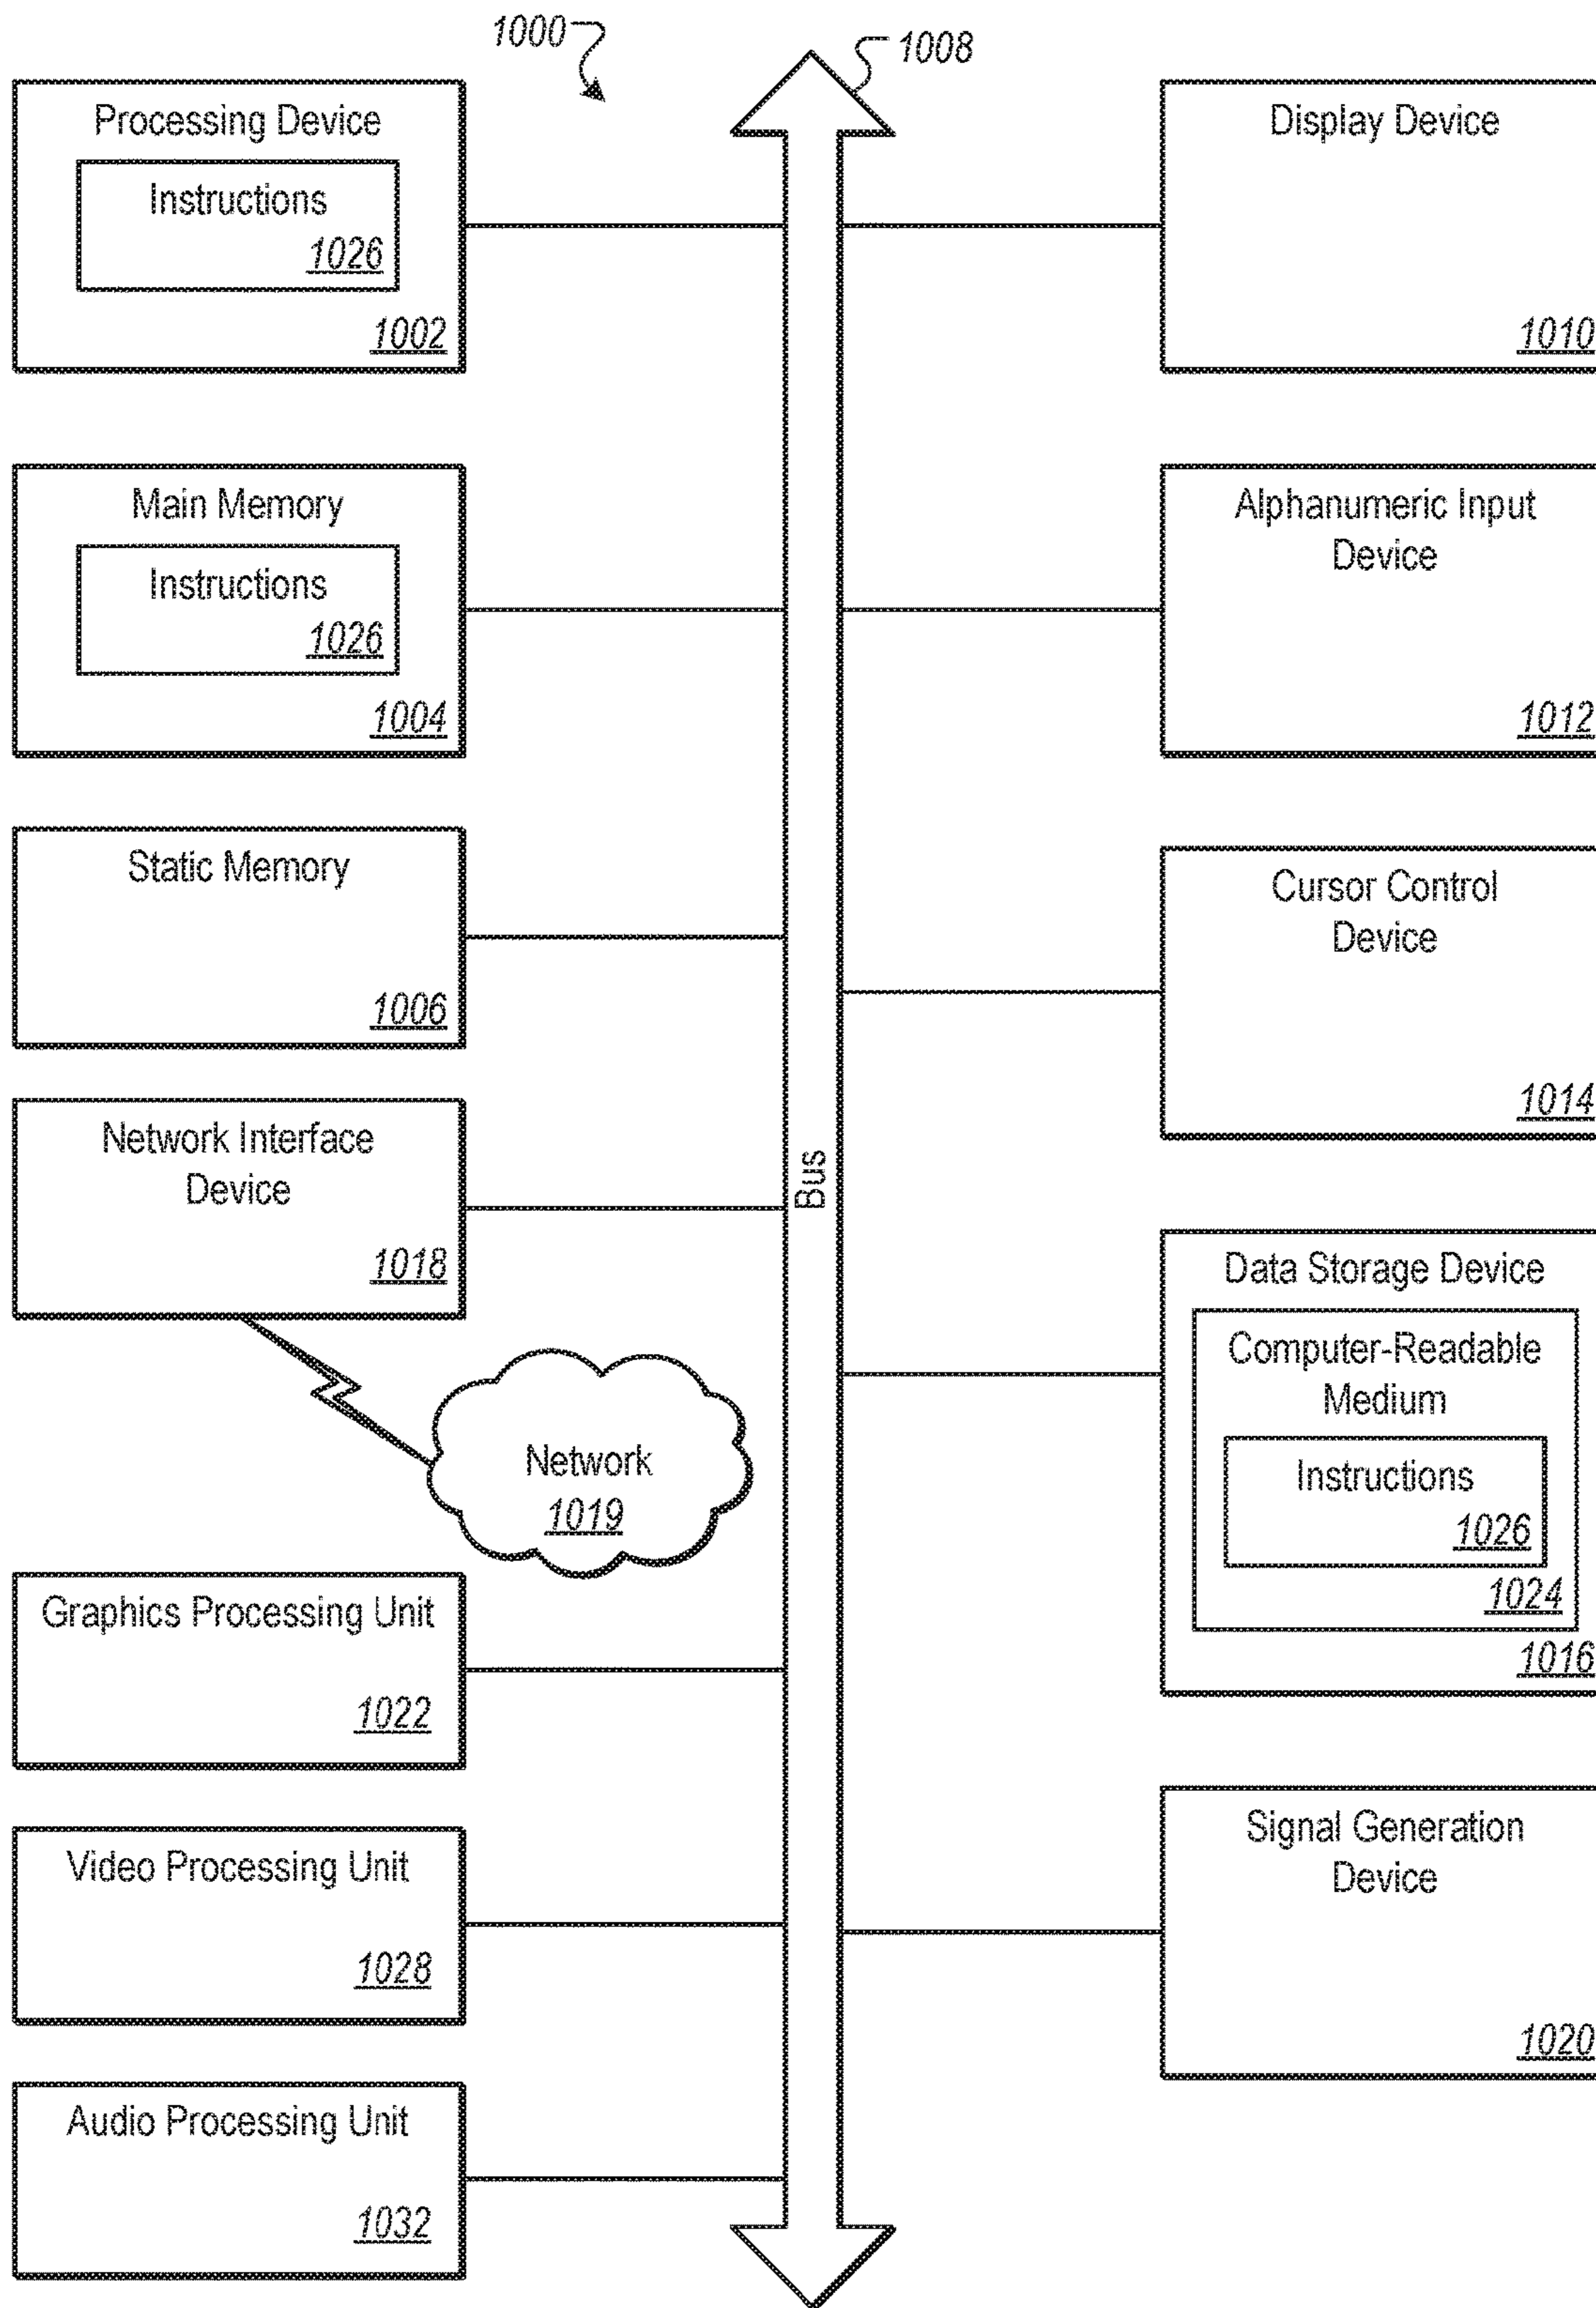 1000
1008
Processing Device
Instructions
1026
1002
Main Memory
Instructions
1026
1004
Static Memory
1006
Network Interface
Device
1018
Network
1019
Graphics Processing Unit
1022
Video Processing Unit
1028
Audio Processing Unit
1032
Bus
Display Device
1010
Alphanumeric Input
Device
1012
Cursor Control
Device
1014
Data Storage Device
Computer-Readable
Medium
Instructions
1026
1024
1016
Signal Generation
Device
1020